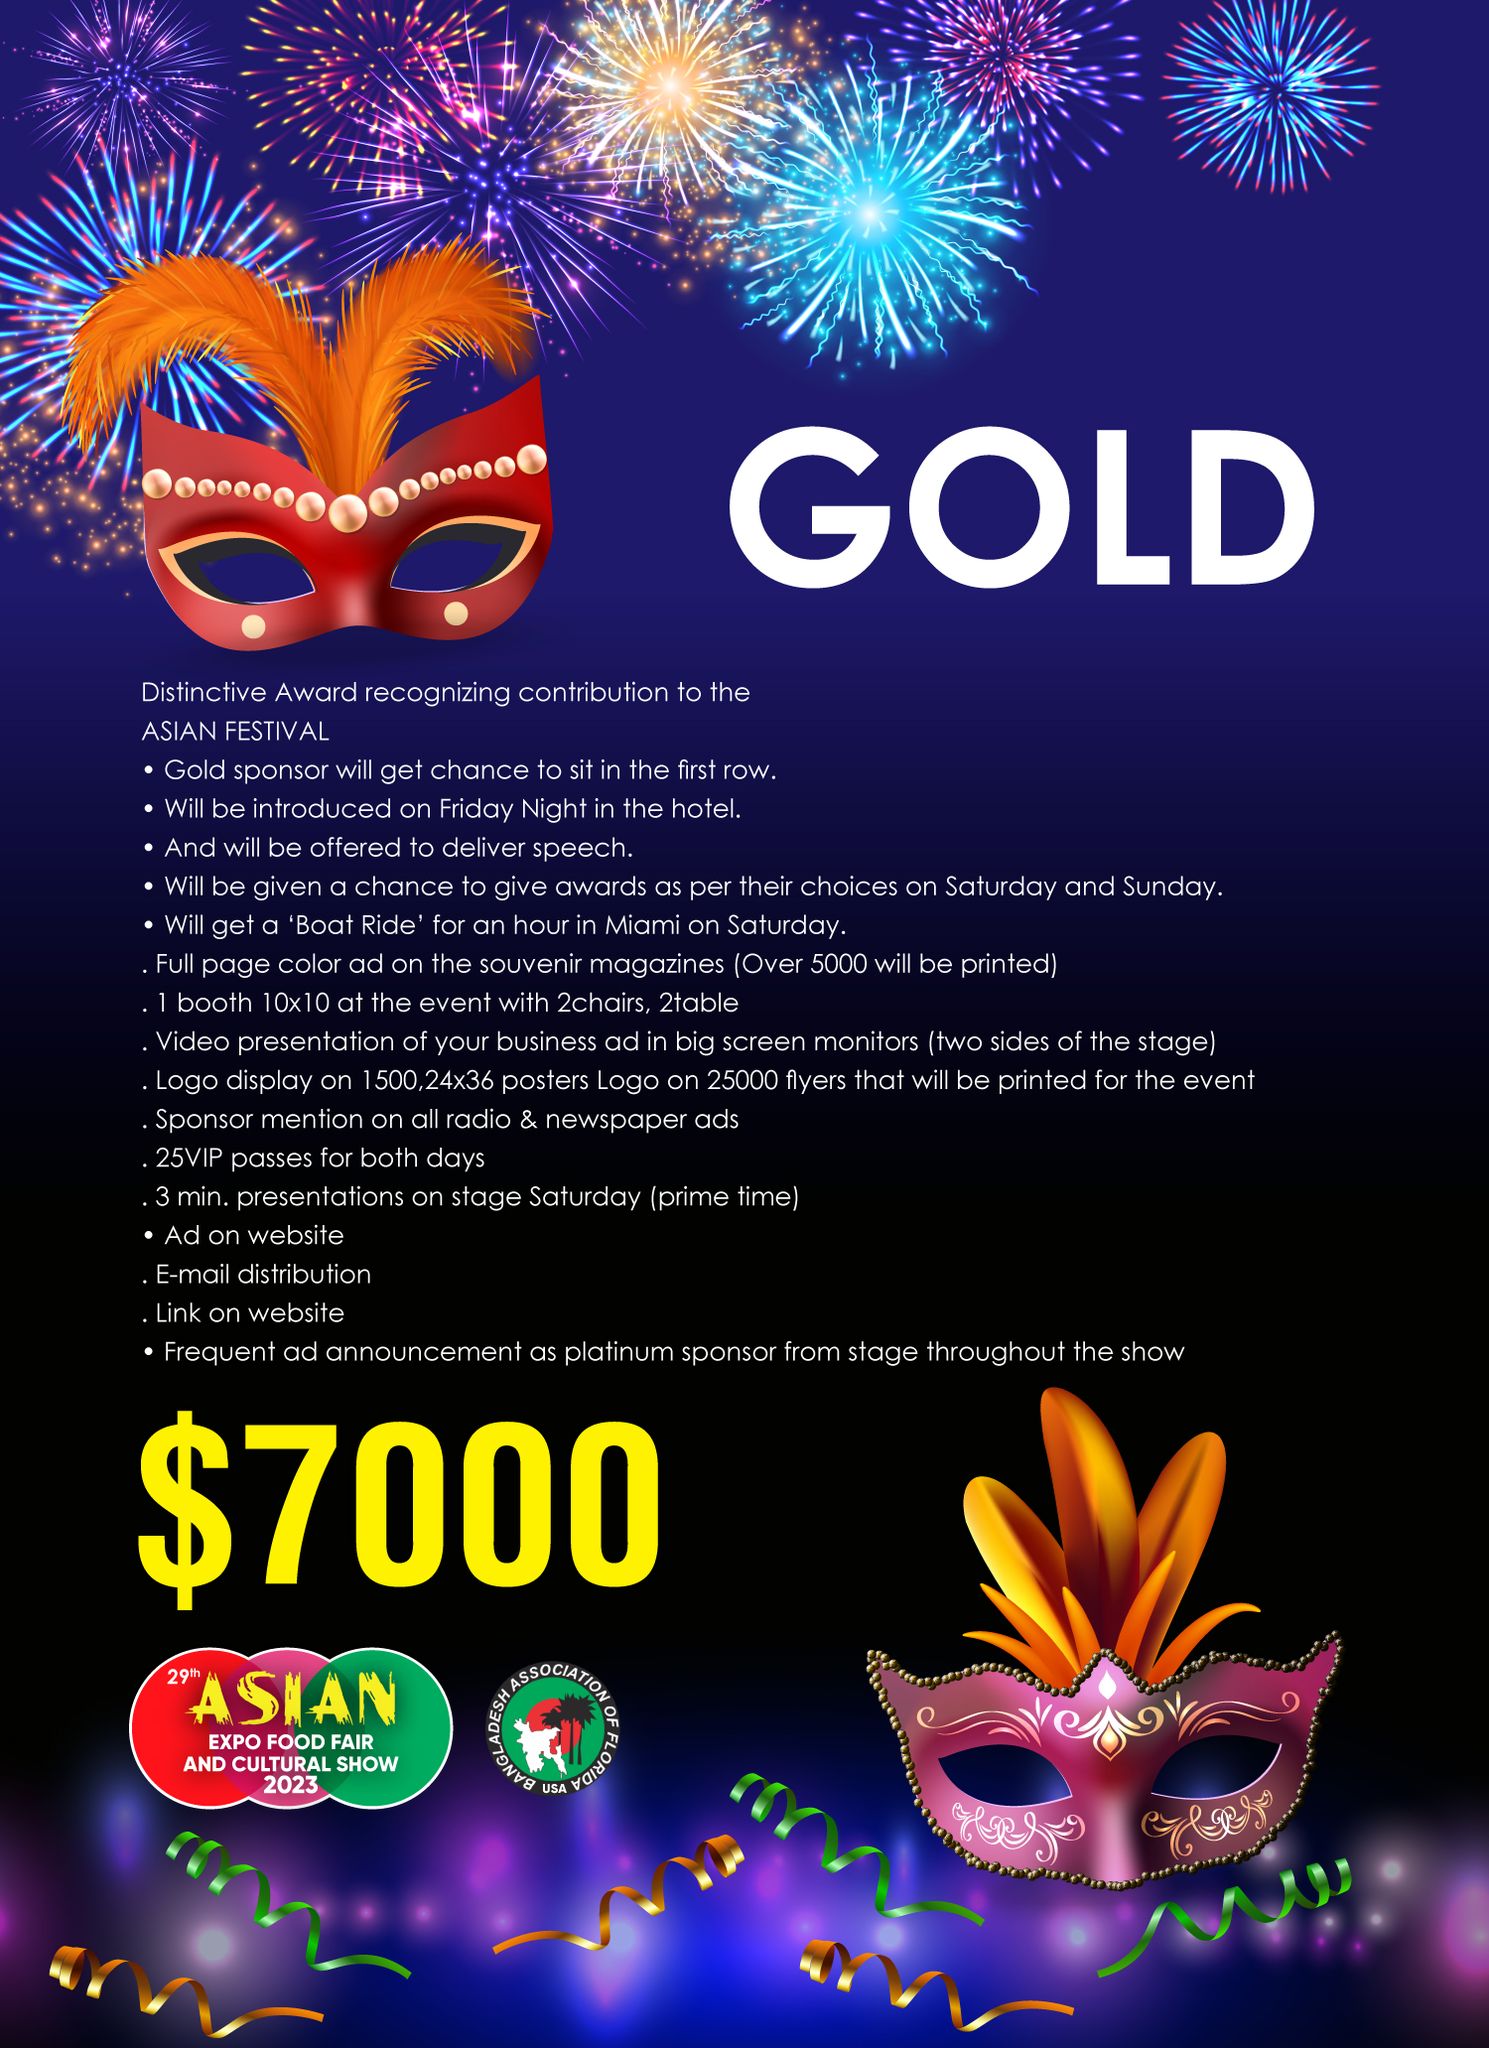 GOLD
Distinctive Award recognizing contribution to the
ASIAN FESTIVAL
• Gold sponsor will get chance to sit in the first row.
• Will be introduced on Friday Night in the hotel.
• And will be offered to deliver speech.
• Will be given a chance to give awards as per their choices on Saturday and Sunday.
• Will get a ‘Boat Ride’ for an hour in Miami on Saturday.
. Full page color ad on the souvenir magazines (Over 5000 will be printed)
. 1 booth 10x10 at the event with 2chairs, 2table
. Video presentation of your business ad in big screen monitors (two sides of the stage)
. Logo display on 1500,24x36 posters Logo on 25000 flyers that will be printed for the event
. Sponsor mention on all radio & newspaper ads
. 25VIP passes for both days
. 3 min. presentations on stage Saturday (prime time)
• Ad on website
. E-mail distribution
. Link on website
• Frequent ad announcement as platinum sponsor from stage throughout the show
$7000
29th ASIAN
EXPO FOOD FAIR
AND CULTURAL SHOW
2023
BANGLADESH ASSOCIATION OF FLORIDA
USA